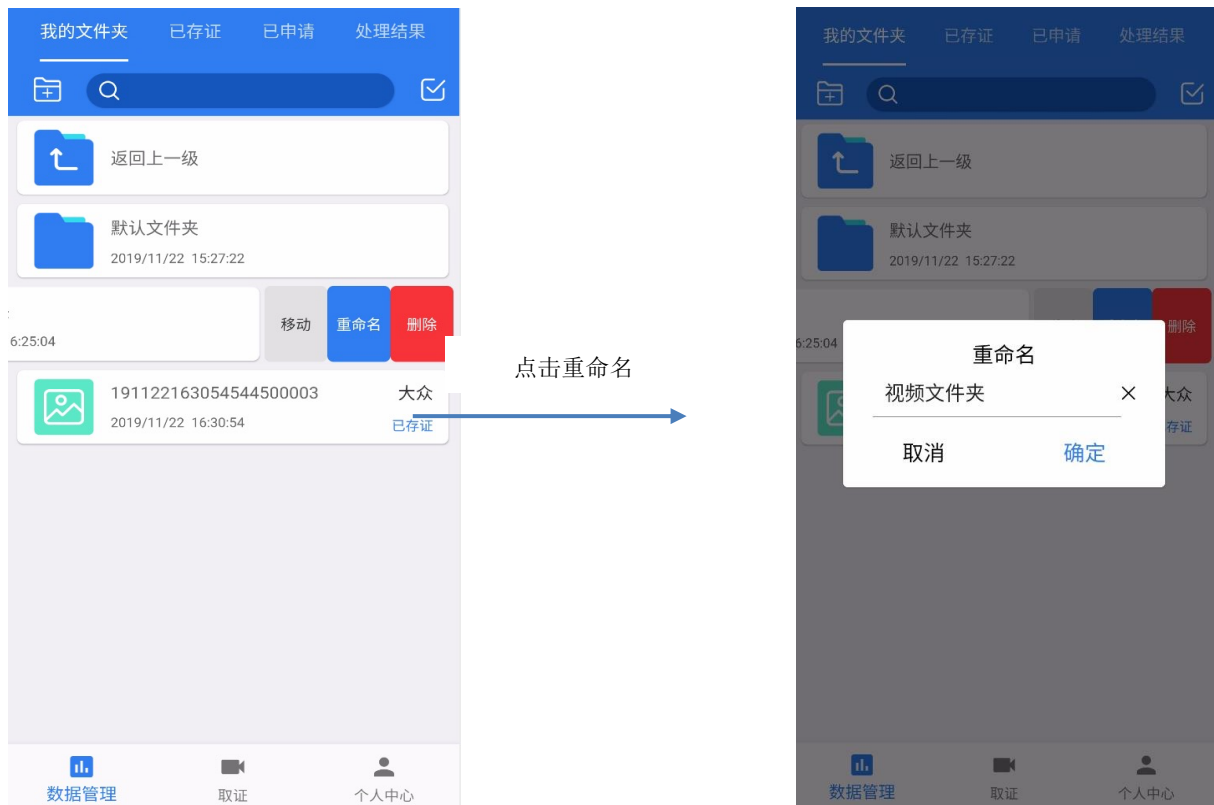 我的文件夹 已存证 已申请 处理结果
返回上一级
默认文件夹
2019/11/22 15:27:22
6:25:04
移动 重命名 删除
191122163054544500003 大众
2019/11/22 16:30:54 已存证
数据管理 取证 个人中心
点击重命名
我的文件夹 已存证 已申请 处理结果
返回上一级
默认文件夹
2019/11/22 15:27:22
6:25:04
删除
重命名
视频文件夹
大众
存证
取消 确定
数据管理 取证 个人中心